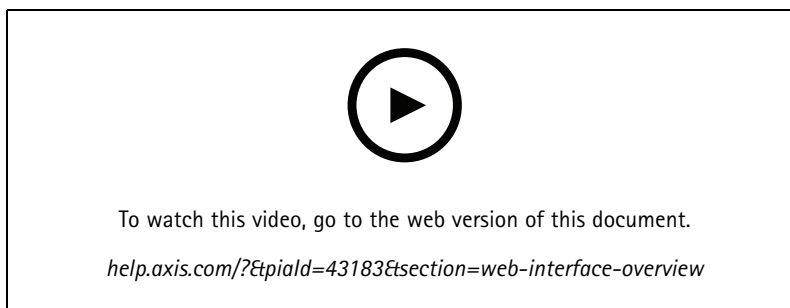 To watch this video, go to the web version of this document.
help.axis.com/?&piaId=43183&section=web-interface-overview